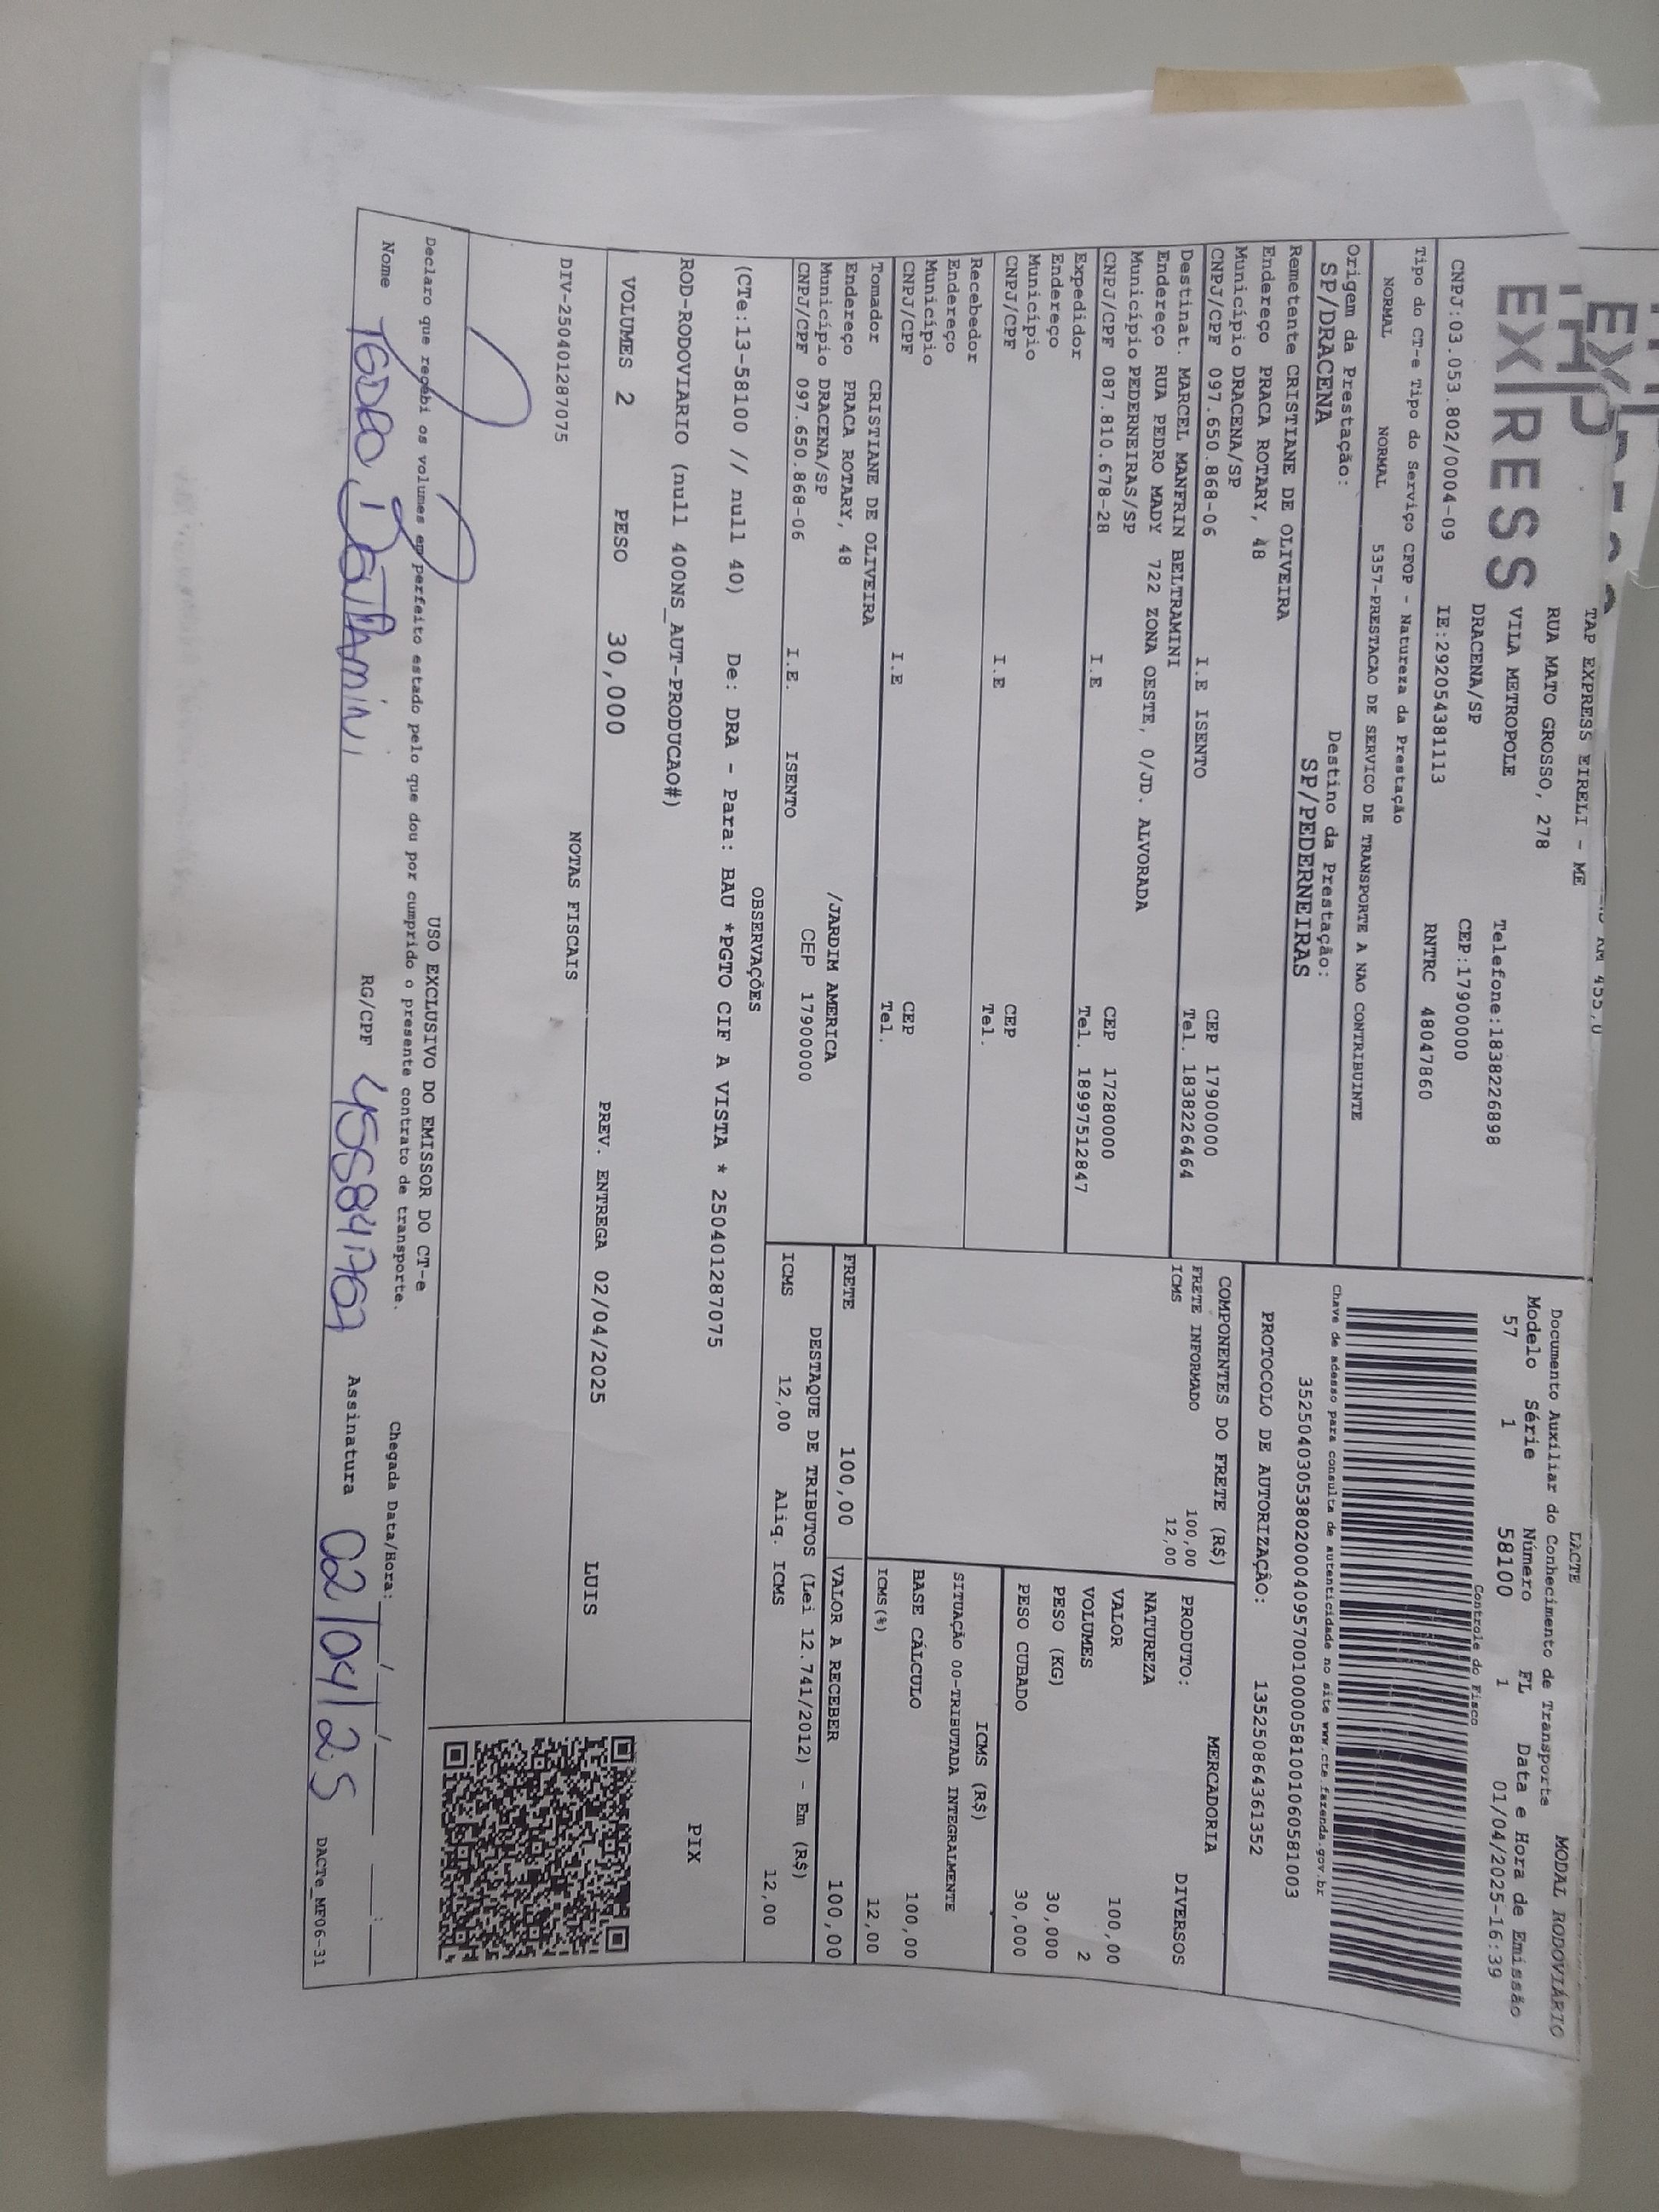 EXPRESS
TAP EXPRESS EIRELI - ME
RUA MATO GROSSO, 278
VILA METROPOLE
DRACENA/SP
Telefone:1838226898
CEP:17900000
CNPJ:03.053.802/0004-09 IE:292054381113 RNTRC 48047860
DACTE MODAL RODOVIÁRIO
Documento Auxiliar do Conhecimento de Transporte
Modelo Série Número FL Data e Hora de Emissão
57 1 58100 1 01/04/2025-16:39
Controle do Fisco
Chave de adesso para consulta de autenticidade no site www.cte.fazenda.gov.br
35250403053802000409570010000581001060581003
PROTOCOLO DE AUTORIZAÇÃO: 135250864361352
Tipo do CT-e Tipo do Serviço CFOP - Natureza da Prestação
NORMAL NORMAL 5357-PRESTACAO DE SERVICO DE TRANSPORTE A NAO CONTRIBUINTE
Origem da Prestação: Destino da Prestação:
SP/DRACENA SP/PEDERNEIRAS
Remetente CRISTIANE DE OLIVEIRA
Endereço PRACA ROTARY, 48
Município DRACENA/SP CEP 17900000
CNPJ/CPF 097.650.868-06 I.E ISENTO Tel. 1838226464
Destinat. MARCEL MANFRIN BELTRAMINI
Endereço RUA PEDRO MADY 722 ZONA OESTE, 0/JD. ALVORADA
Município PEDERNEIRAS/SP CEP 17280000
CNPJ/CPF 087.810.678-28 I.E Tel. 18997512847
Expedidor
Endereço
Município CEP
CNPJ/CPF I.E Tel.
Recebedor
Endereço
Município CEP
CNPJ/CPF I.E Tel.
Tomador CRISTIANE DE OLIVEIRA
Endereço PRACA ROTARY, 48 /JARDIM AMERICA
Município DRACENA/SP CEP 17900000
CNPJ/CPF 097.650.868-06 I.E. ISENTO
COMPONENTES DO FRETE (R$)
FRETE INFORMADO 100,00
ICMS 12,00
MERCADORIA
PRODUTO: DIVERSOS
NATUREZA
VALOR 100,00
VOLUMES 2
PESO (KG) 30,000
PESO CUBADO 30,000
ICMS (R$)
SITUAÇÃO 00-TRIBUTADA INTEGRALMENTE
BASE CÁLCULO 100,00
ICMS(%) 12,00
FRETE 100,00 VALOR A RECEBER 100,00
DESTAQUE DE TRIBUTOS (Lei 12.741/2012) - Em (R$)
ICMS 12,00 Aliq. ICMS 12,00
OBSERVAÇÕES
(CTe:13-58100 // null 40) De: DRA - Para: BAU *PGTO CIF A VISTA * 250401287075
ROD-RODOVIARIO (null 400NS_AUT-PRODUCAO#)
PIX
VOLUMES 2 PESO 30,000 PREV. ENTREGA 02/04/2025 LUIS
NOTAS FISCAIS
DIV-250401287075
USO EXCLUSIVO DO EMISSOR DO CT-e
Declaro que recebi os volumes em perfeito estado pelo que dou por cumprido o presente contrato de transporte. Chegada Data/Hora: __/__/__ __:__
Nome RG/CPF Assinatura 02/04/25
DACTe_MF06-31